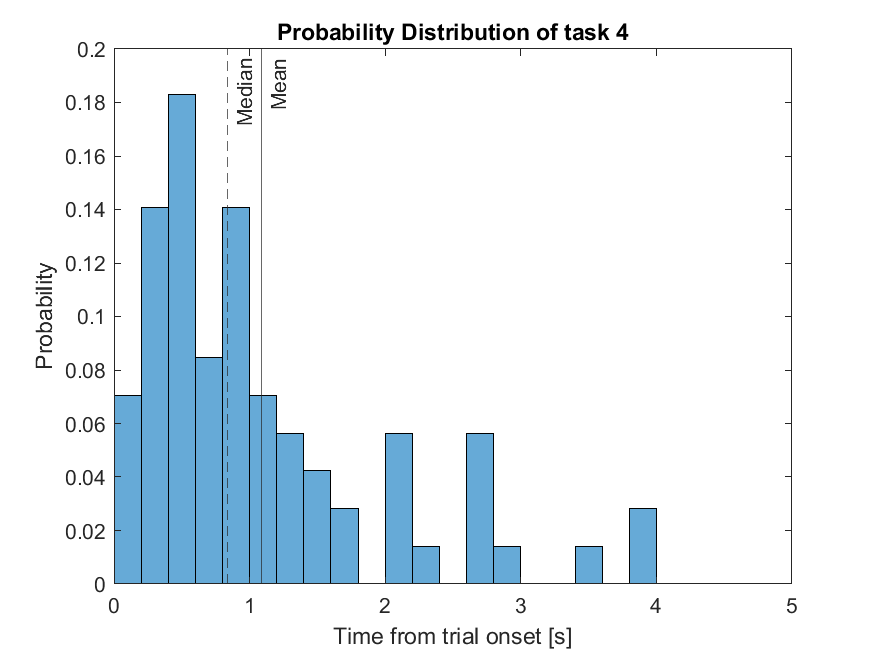 Probability Distribution of task 4
0.2
0.18
0.16
0.14
0.12
0.1
0.08
0.06
0.04
0.02
0
Probability
Median
Mean
0 1 2 3 4 5
Time from trial onset [s]